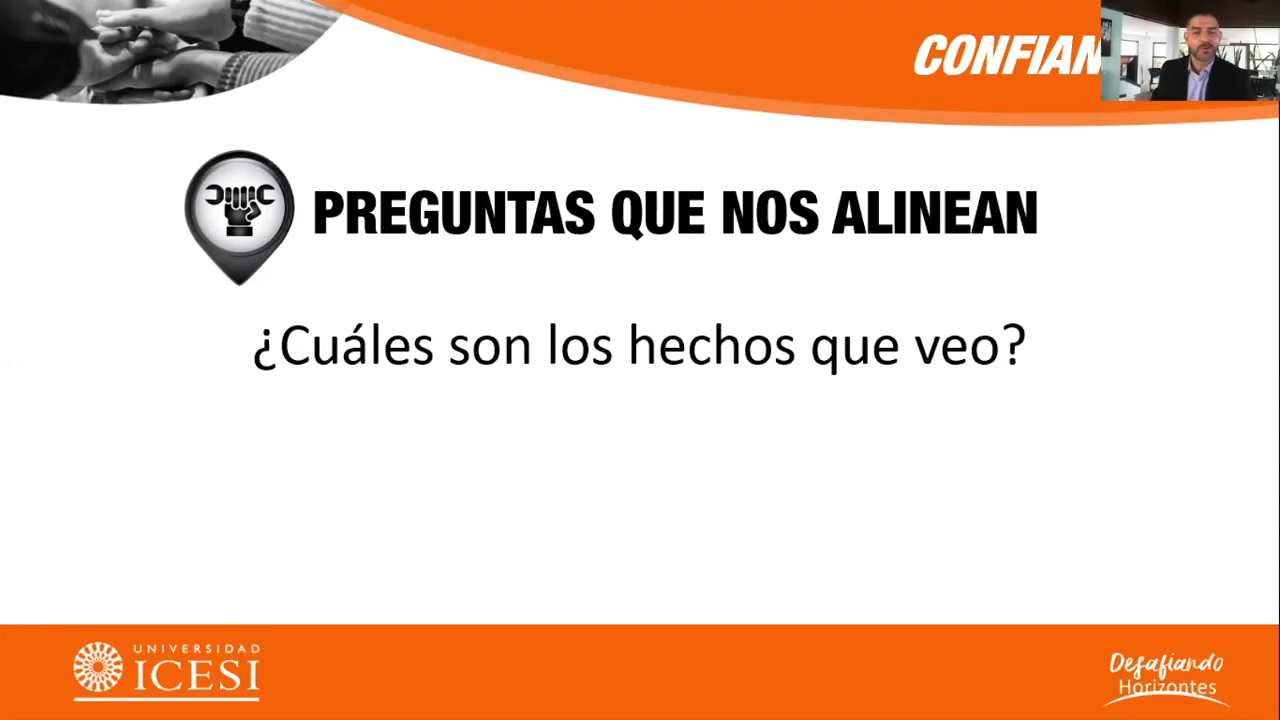 CONFIAN
PREGUNTAS QUE NOS ALINEAN
¿Cuáles son los hechos que veo?
UNIVERSIDAD
ICESI
Desafiando
Horizontes